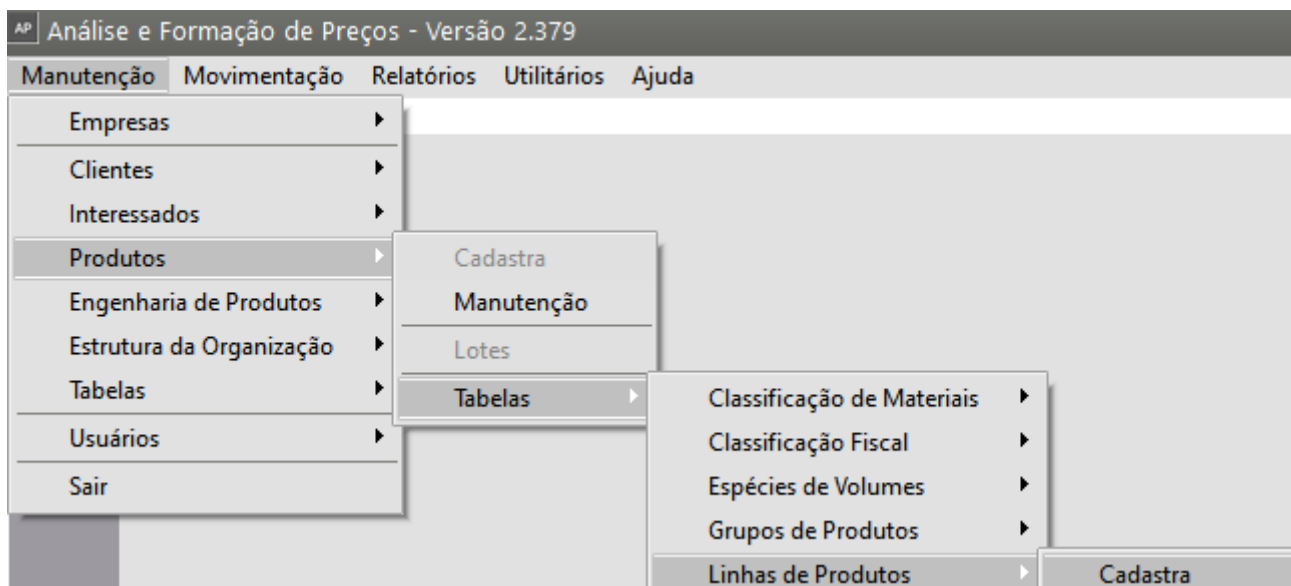 AP Análise e Formação de Preços - Versão 2.379
Manutenção Movimentação Relatórios Utilitários Ajuda
Empresas
Clientes
Interessados
Produtos
Engenharia de Produtos
Estrutura da Organização
Tabelas
Usuários
Sair
Cadastra
Manutenção
Lotes
Tabelas
Classificação de Materiais
Classificação Fiscal
Espécies de Volumes
Grupos de Produtos
Linhas de Produtos
Cadastra